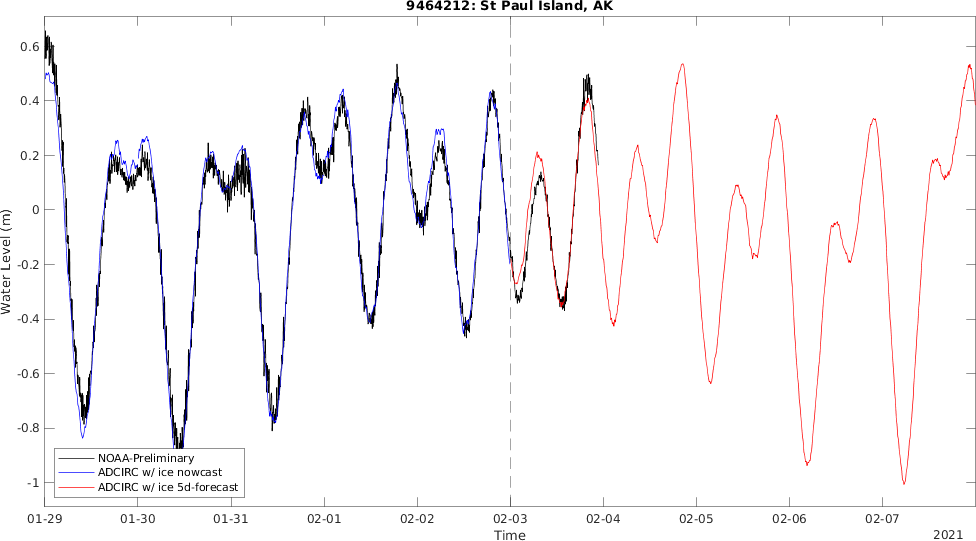 9464212: St Paul Island, AK
Water Level (m)
0.6
0.4
0.2
0
-0.2
-0.4
-0.6
-0.8
-1
NOAA-Preliminary
ADCIRC w/ ice nowcast
ADCIRC w/ ice 5d-forecast
01-29 01-30 01-31 02-01 02-02 02-03 02-04 02-05 02-06 02-07
Time
2021